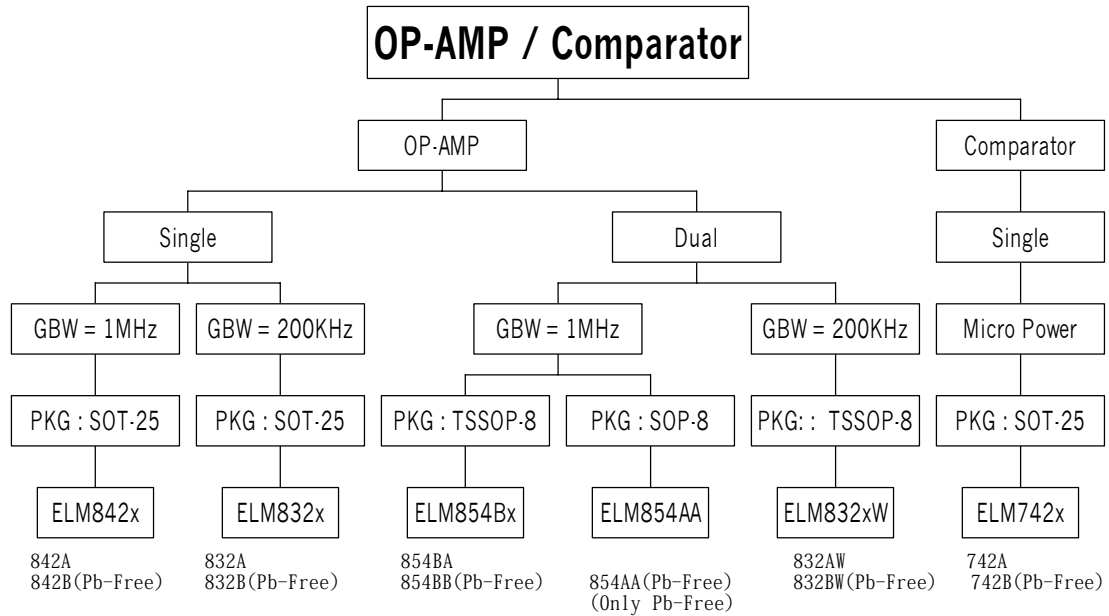 OP-AMP / Comparator
OP-AMP
Comparator
Single
Dual
Single
GBW = 1MHz
GBW = 200KHz
GBW = 1MHz
GBW = 200KHz
Micro Power
PKG : SOT-25
PKG : SOT-25
PKG : TSSOP-8
PKG : SOP-8
PKG: : TSSOP-8
PKG : SOT-25
ELM842x
ELM832x
ELM854Bx
ELM854AA
ELM832xW
ELM742x
842A
842B(Pb-Free)
832A
832B(Pb-Free)
854BA
854BB(Pb-Free)
854AA(Pb-Free)
(Only Pb-Free)
832AW
832BW(Pb-Free)
742A
742B(Pb-Free)